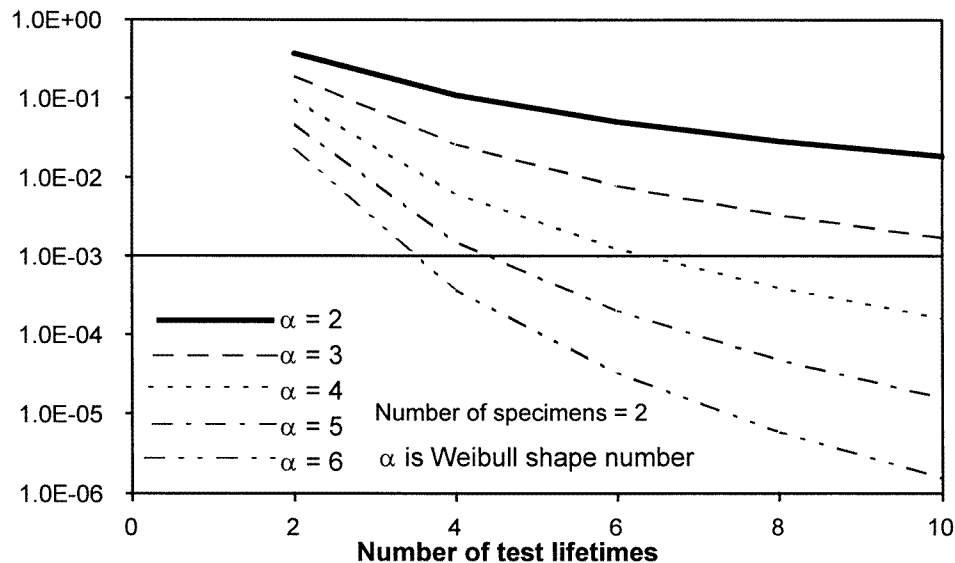 1.0E+00
1.0E-01
1.0E-02
1.0E-03
1.0E-04
1.0E-05
1.0E-06
α = 2
α = 3
α = 4
α = 5
α = 6
Number of specimens = 2
α is Weibull shape number
0 2 4 6 8 10
Number of test lifetimes